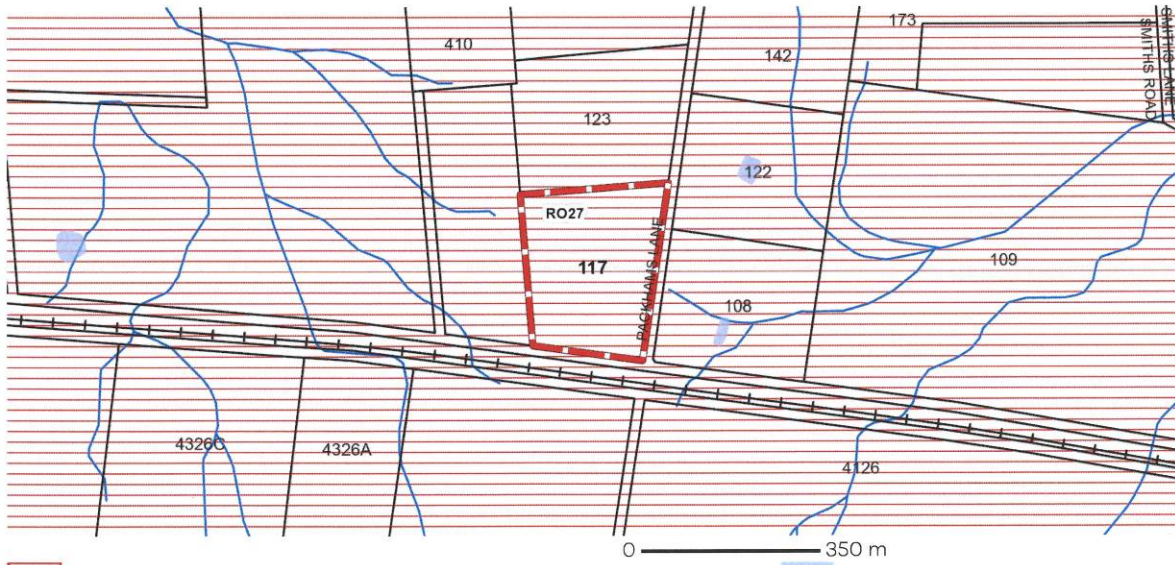 173
410
142
SMITHS LANE
SMITHS ROAD
123
122
RO27
PACKHAMS LANE
117
109
108
4326C
4326A
4126
0 350 m